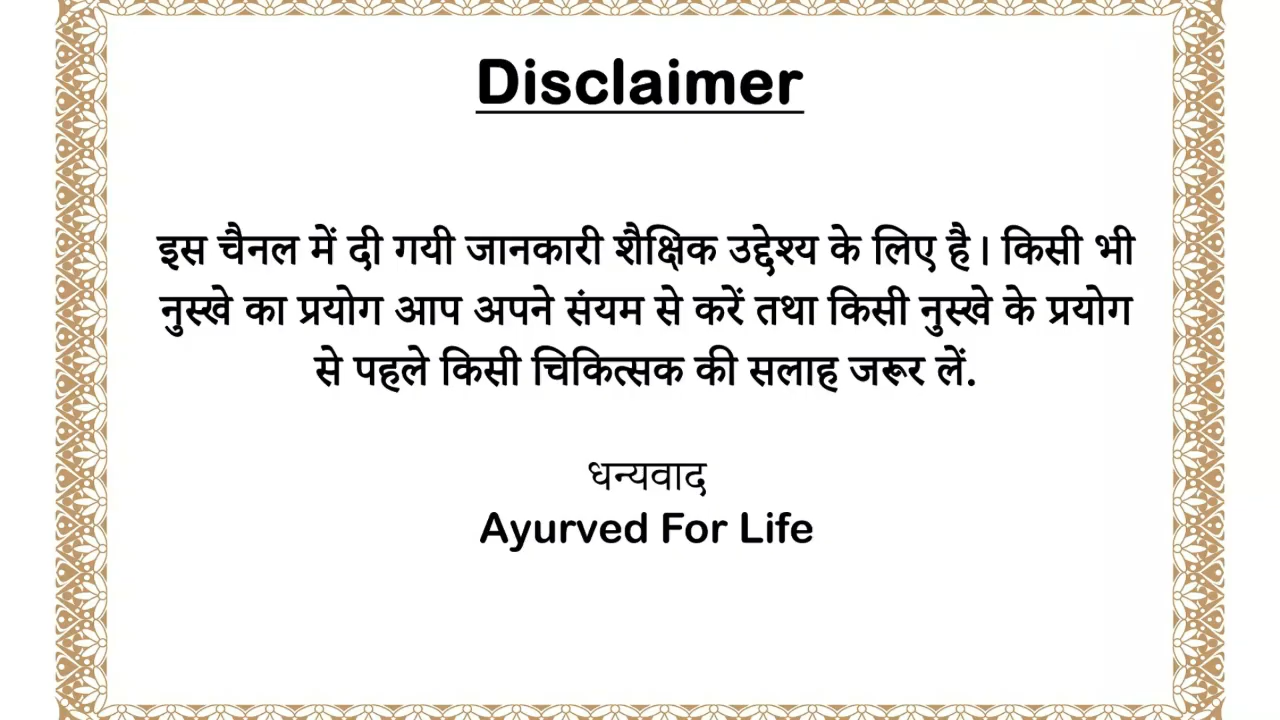 Disclaimer
इस चैनल में दी गयी जानकारी शैक्षिक उद्देश्य के लिए है। किसी भी
नुस्खे का प्रयोग आप अपने संयम से करें तथा किसी नुस्खे के प्रयोग
से पहले किसी चिकित्सक की सलाह जरूर लें.
धन्यवाद
Ayurved For Life